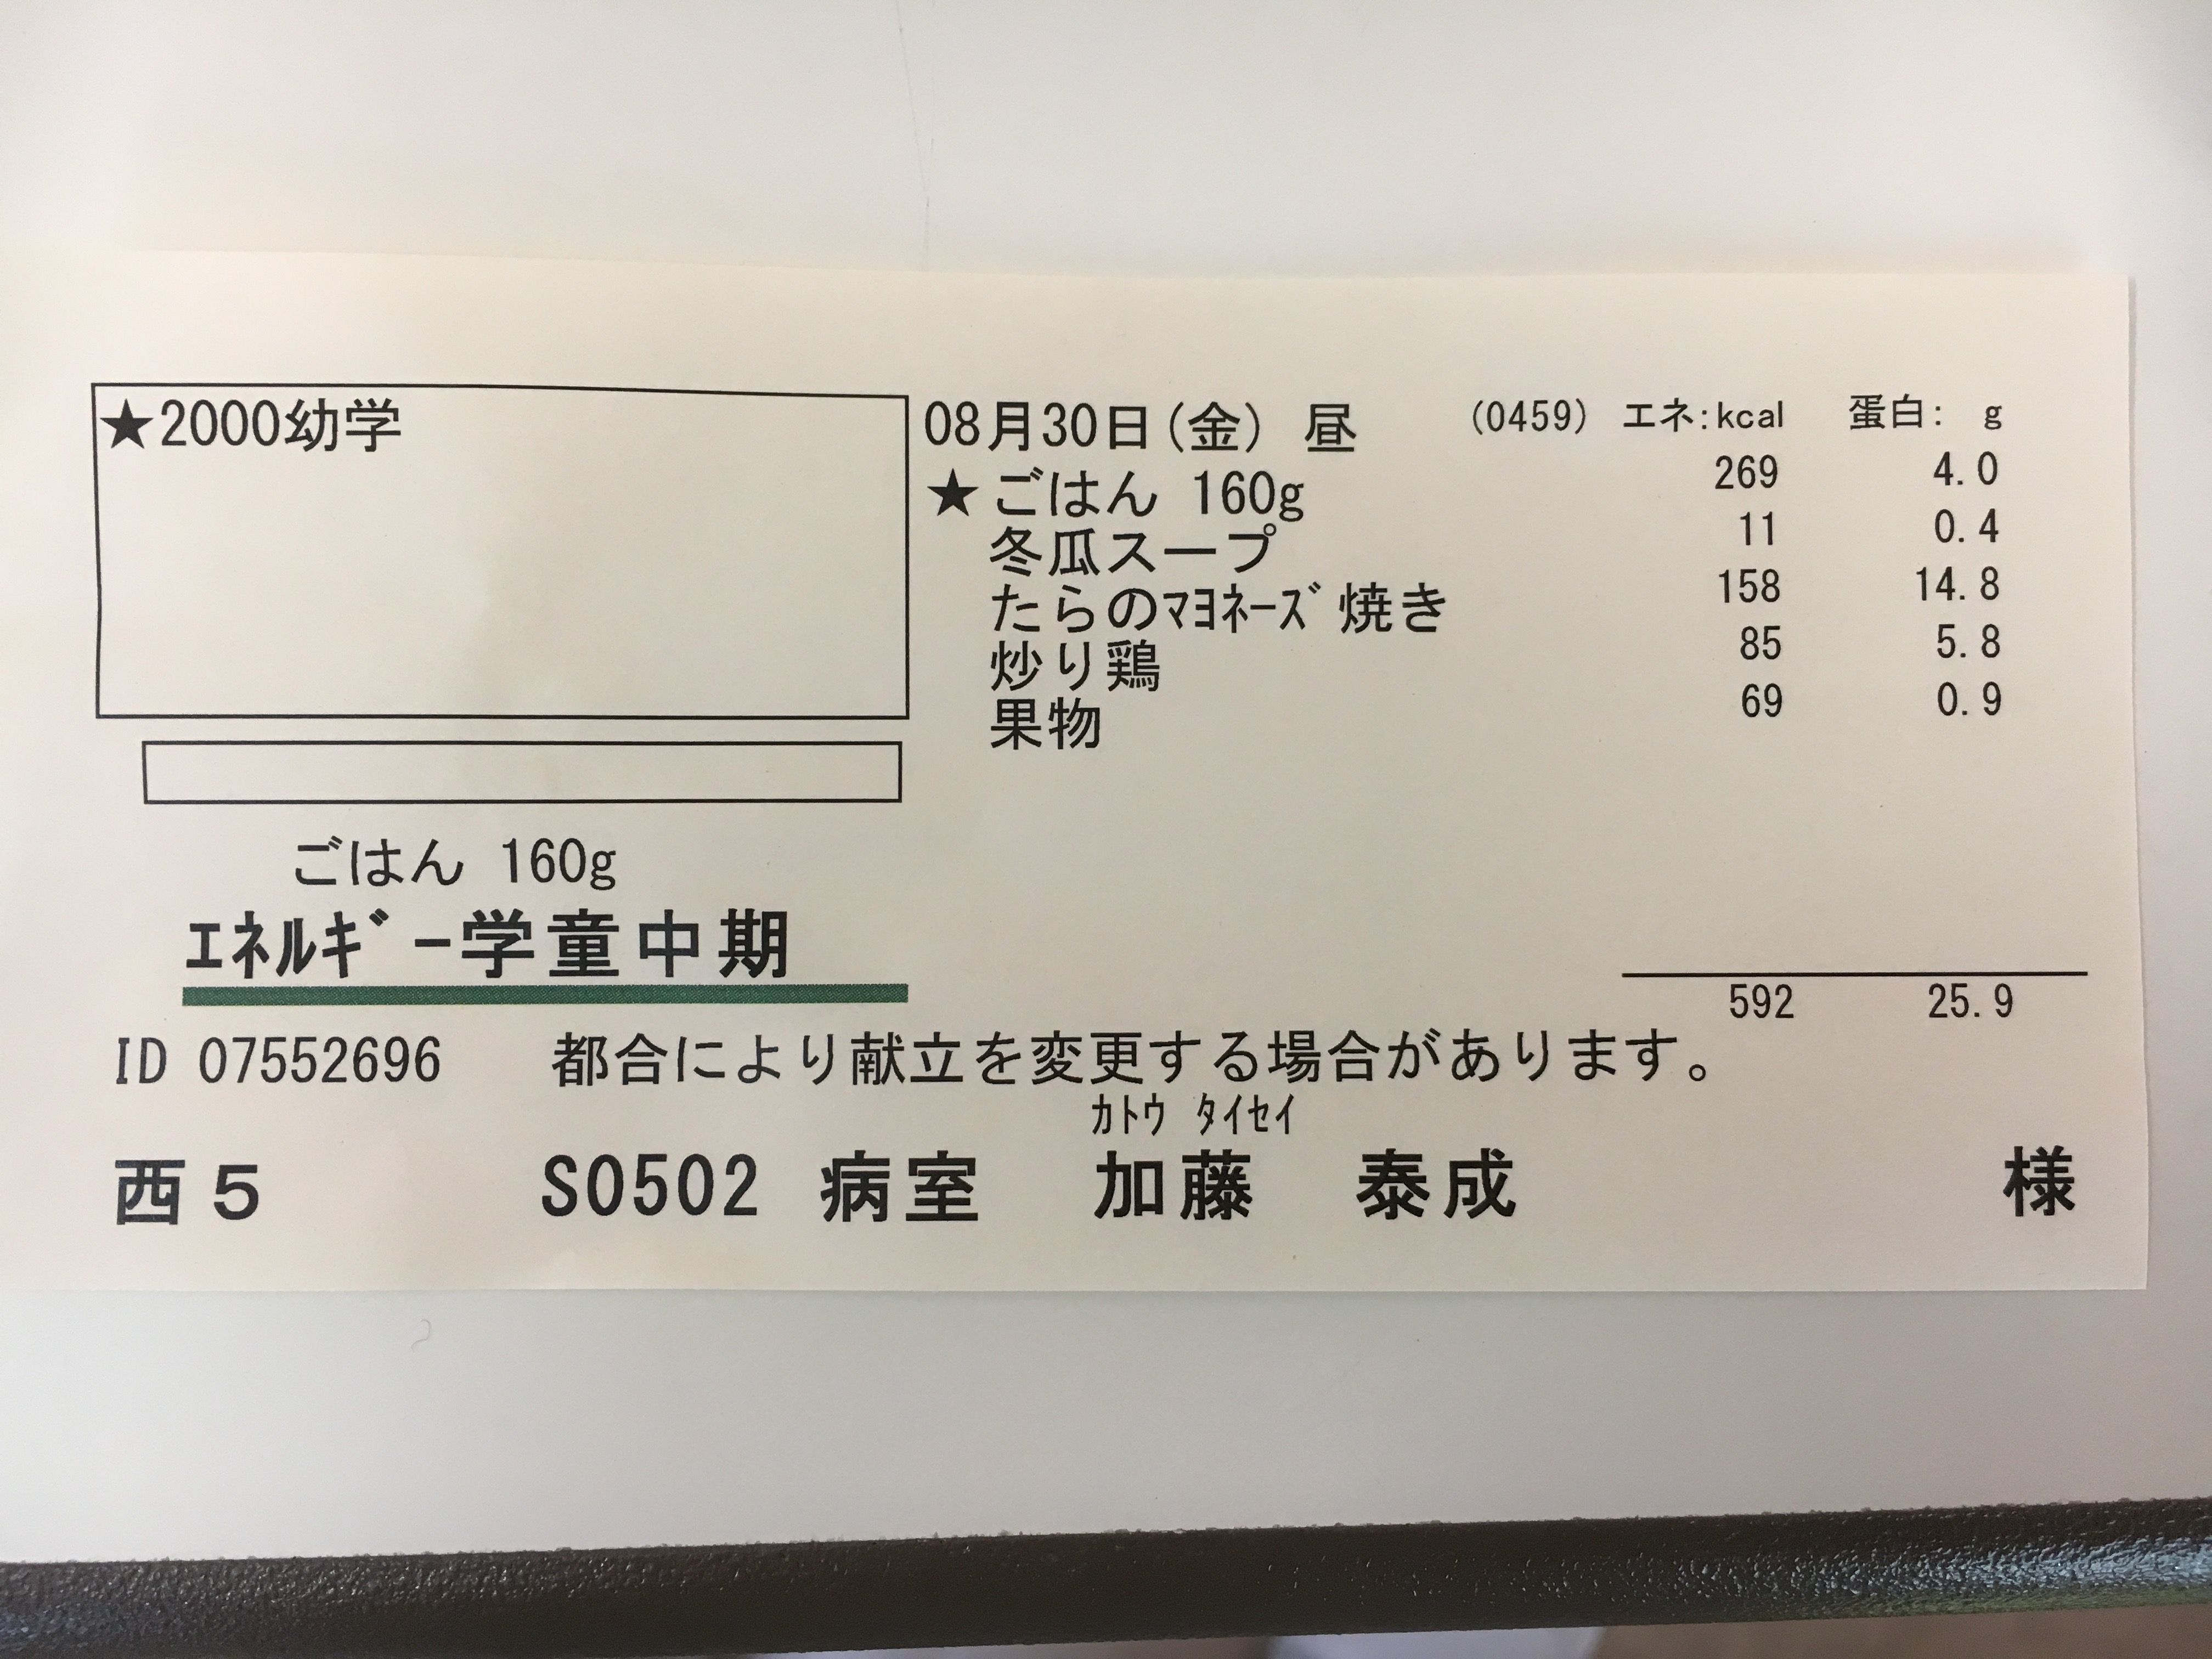 ★2000幼学
08月30日(金) 昼 (0459) エネ:kcal 蛋白: g
★ごはん 160g 269 4.0
冬瓜スープ 11 0.4
たらのﾏﾖﾈｰｽﾞ焼き 158 14.8
炒り鶏 85 5.8
果物 69 0.9
ごはん 160g
ｴﾈﾙｷﾞｰ学童中期
592 25.9
ID 07552696 都合により献立を変更する場合があります。
ｶﾄｳ ﾀｲｾｲ
西５ S0502 病室 加藤 泰成 様